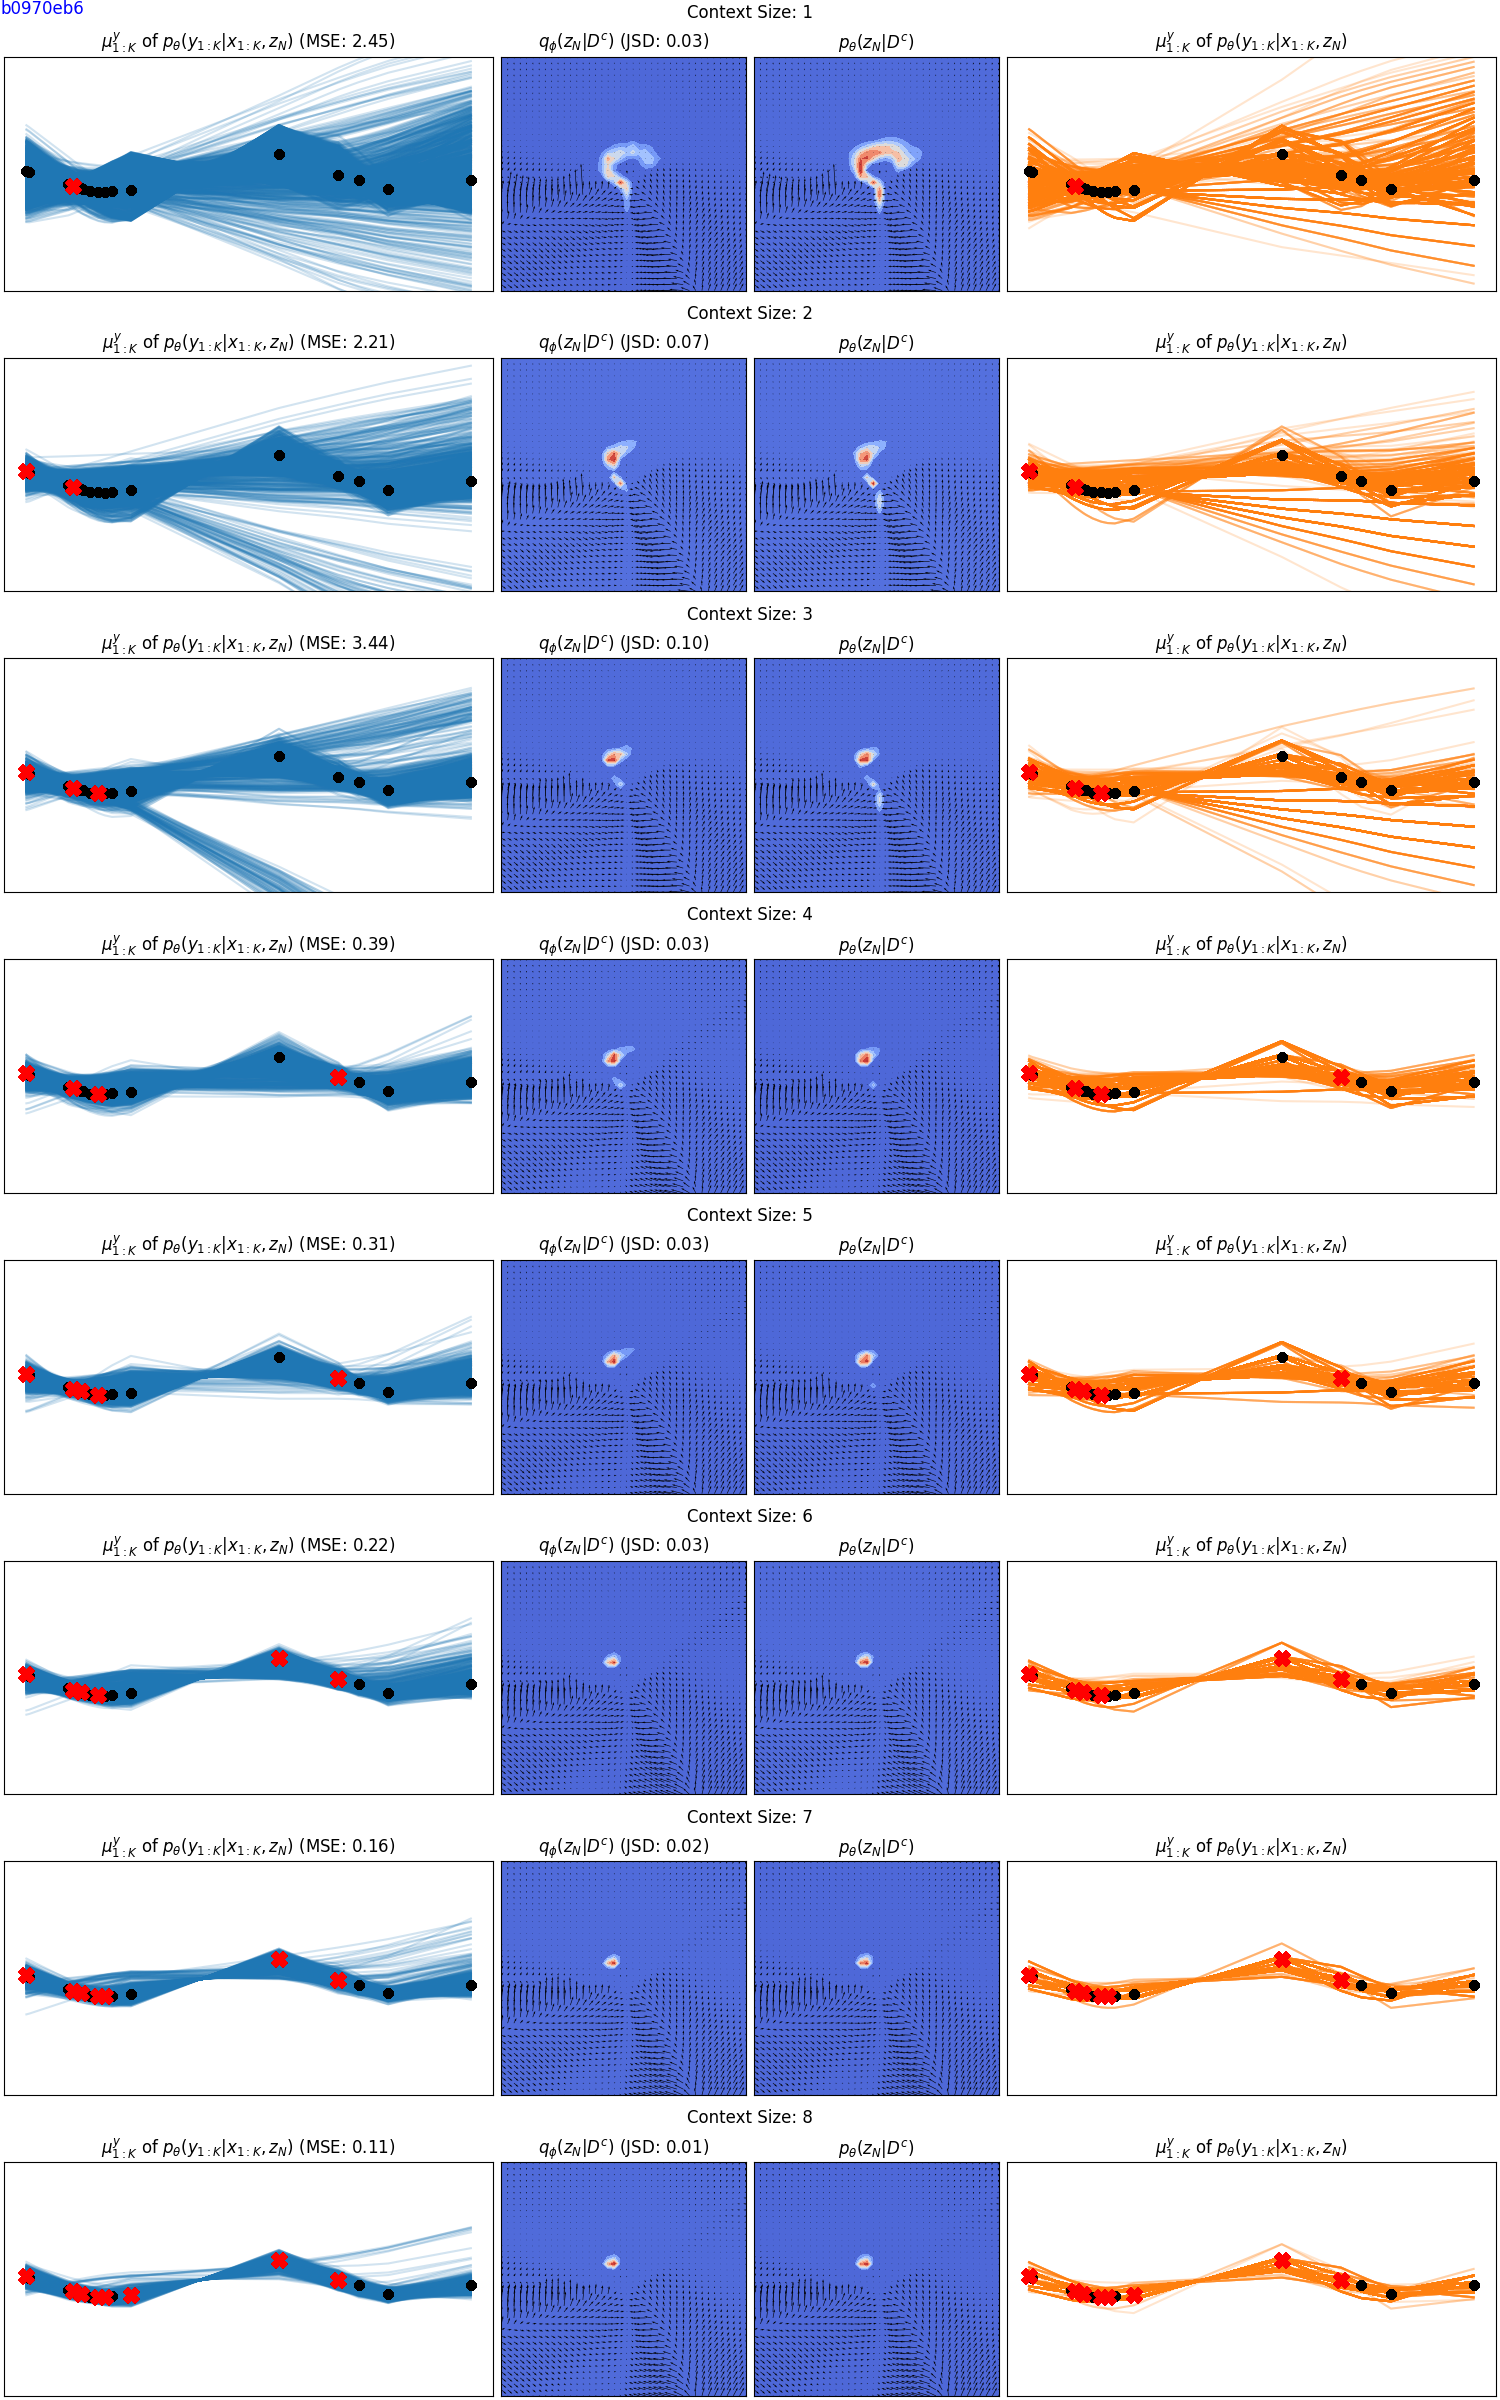 b0970eb6
Context Size: 1
μ^y_{1:K} of p_θ(y_{1:K}|x_{1:K}, z_N) (MSE: 2.45) q_ϕ(z_N|D^c) (JSD: 0.03) p_θ(z_N|D^c) μ^y_{1:K} of p_θ(y_{1:K}|x_{1:K}, z_N)
Context Size: 2
μ^y_{1:K} of p_θ(y_{1:K}|x_{1:K}, z_N) (MSE: 2.21) q_ϕ(z_N|D^c) (JSD: 0.07) p_θ(z_N|D^c) μ^y_{1:K} of p_θ(y_{1:K}|x_{1:K}, z_N)
Context Size: 3
μ^y_{1:K} of p_θ(y_{1:K}|x_{1:K}, z_N) (MSE: 3.44) q_ϕ(z_N|D^c) (JSD: 0.10) p_θ(z_N|D^c) μ^y_{1:K} of p_θ(y_{1:K}|x_{1:K}, z_N)
Context Size: 4
μ^y_{1:K} of p_θ(y_{1:K}|x_{1:K}, z_N) (MSE: 0.39) q_ϕ(z_N|D^c) (JSD: 0.03) p_θ(z_N|D^c) μ^y_{1:K} of p_θ(y_{1:K}|x_{1:K}, z_N)
Context Size: 5
μ^y_{1:K} of p_θ(y_{1:K}|x_{1:K}, z_N) (MSE: 0.31) q_ϕ(z_N|D^c) (JSD: 0.03) p_θ(z_N|D^c) μ^y_{1:K} of p_θ(y_{1:K}|x_{1:K}, z_N)
Context Size: 6
μ^y_{1:K} of p_θ(y_{1:K}|x_{1:K}, z_N) (MSE: 0.22) q_ϕ(z_N|D^c) (JSD: 0.03) p_θ(z_N|D^c) μ^y_{1:K} of p_θ(y_{1:K}|x_{1:K}, z_N)
Context Size: 7
μ^y_{1:K} of p_θ(y_{1:K}|x_{1:K}, z_N) (MSE: 0.16) q_ϕ(z_N|D^c) (JSD: 0.02) p_θ(z_N|D^c) μ^y_{1:K} of p_θ(y_{1:K}|x_{1:K}, z_N)
Context Size: 8
μ^y_{1:K} of p_θ(y_{1:K}|x_{1:K}, z_N) (MSE: 0.11) q_ϕ(z_N|D^c) (JSD: 0.01) p_θ(z_N|D^c) μ^y_{1:K} of p_θ(y_{1:K}|x_{1:K}, z_N)